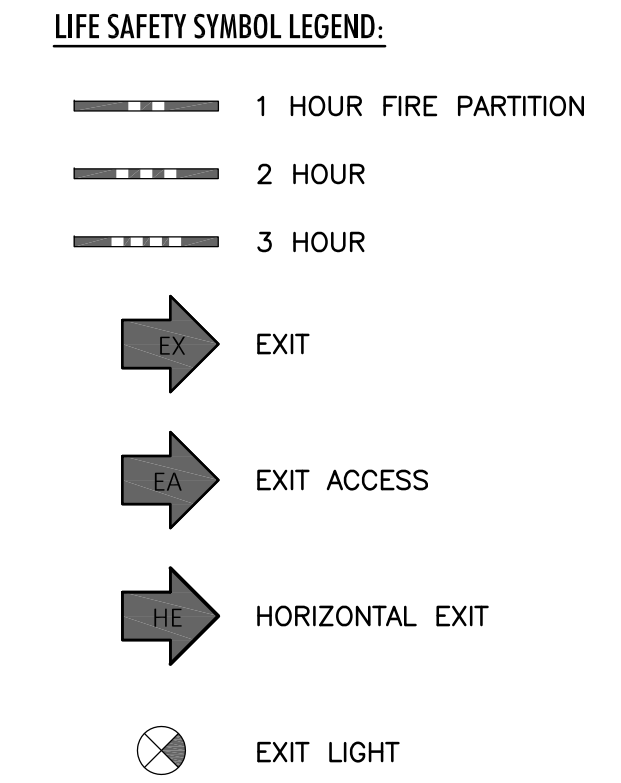 LIFE SAFETY SYMBOL LEGEND:
1 HOUR FIRE PARTITION
2 HOUR
3 HOUR
EX EXIT
EA EXIT ACCESS
HE HORIZONTAL EXIT
EXIT LIGHT